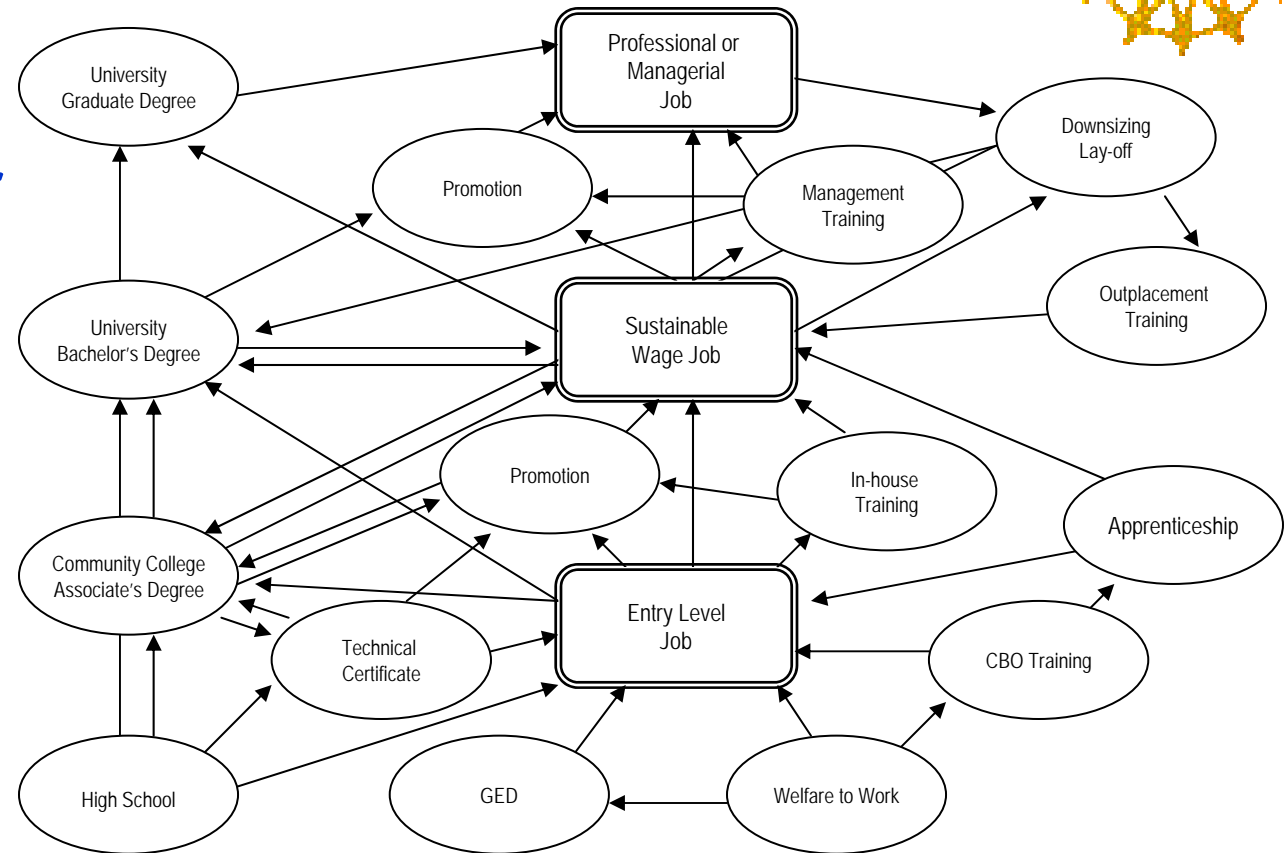 Professional or
Managerial
Job
University
Graduate Degree
Downsizing
Lay-off
Promotion
Management
Training
Outplacement
Training
University
Bachelor's Degree
Sustainable
Wage Job
Promotion
In-house
Training
Apprenticeship
Community College
Associate's Degree
Entry Level
Job
Technical
Certificate
CBO Training
High School
GED
Welfare to Work